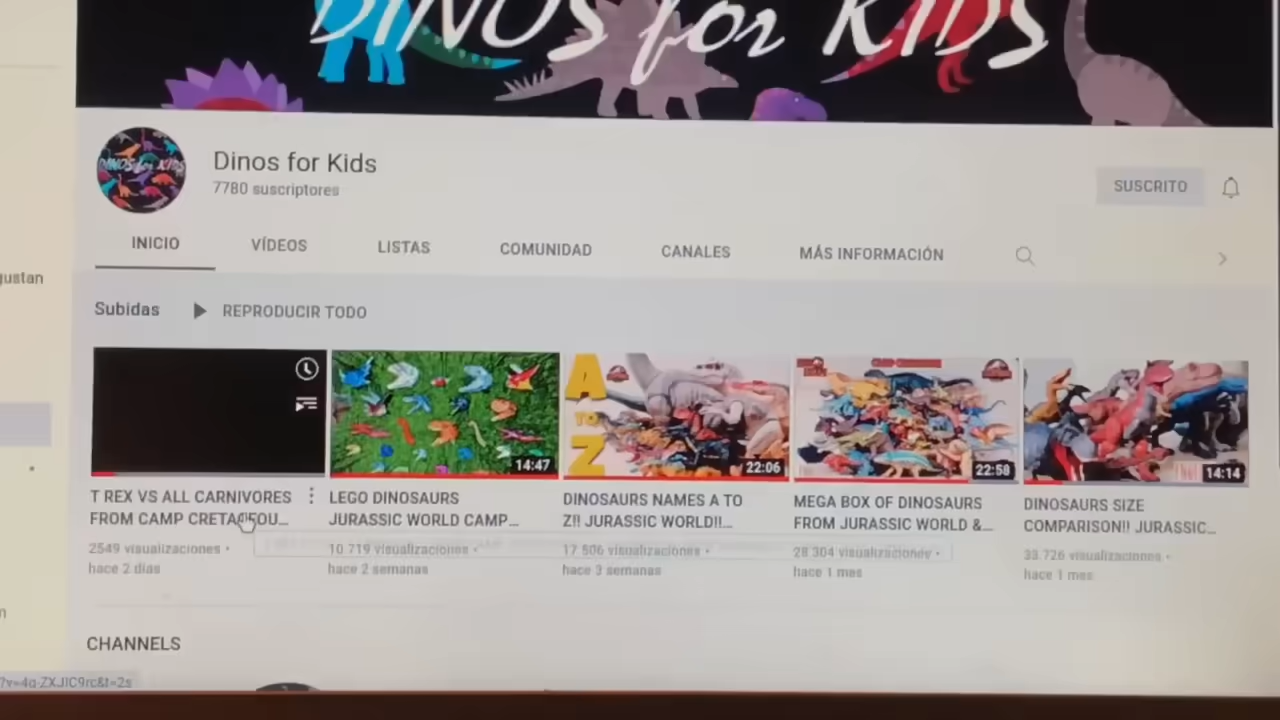 DINOS for KIDS
Dinos for Kids
7780 suscriptores
SUSCRITO
INICIO VÍDEOS LISTAS COMUNIDAD CANALES MÁS INFORMACIÓN
gustan
Subidas REPRODUCIR TODO
A TO Z
14:47 22:06 22:58 14:14
T REX VS ALL CARNIVORES
FROM CAMP CRETACEOU...
2549 visualizaciones •
hace 2 días
LEGO DINOSAURS
JURASSIC WORLD CAMP...
10 719 visualizaciones •
hace 2 semanas
DINOSAURS NAMES A TO
Z!! JURASSIC WORLD!!...
17 506 visualizaciones •
hace 3 semanas
MEGA BOX OF DINOSAURS
FROM JURASSIC WORLD &...
28 304 visualizaciones •
hace 1 mes
DINOSAURS SIZE
COMPARISON!! JURASSIC...
33 726 visualizaciones •
hace 1 mes
CHANNELS